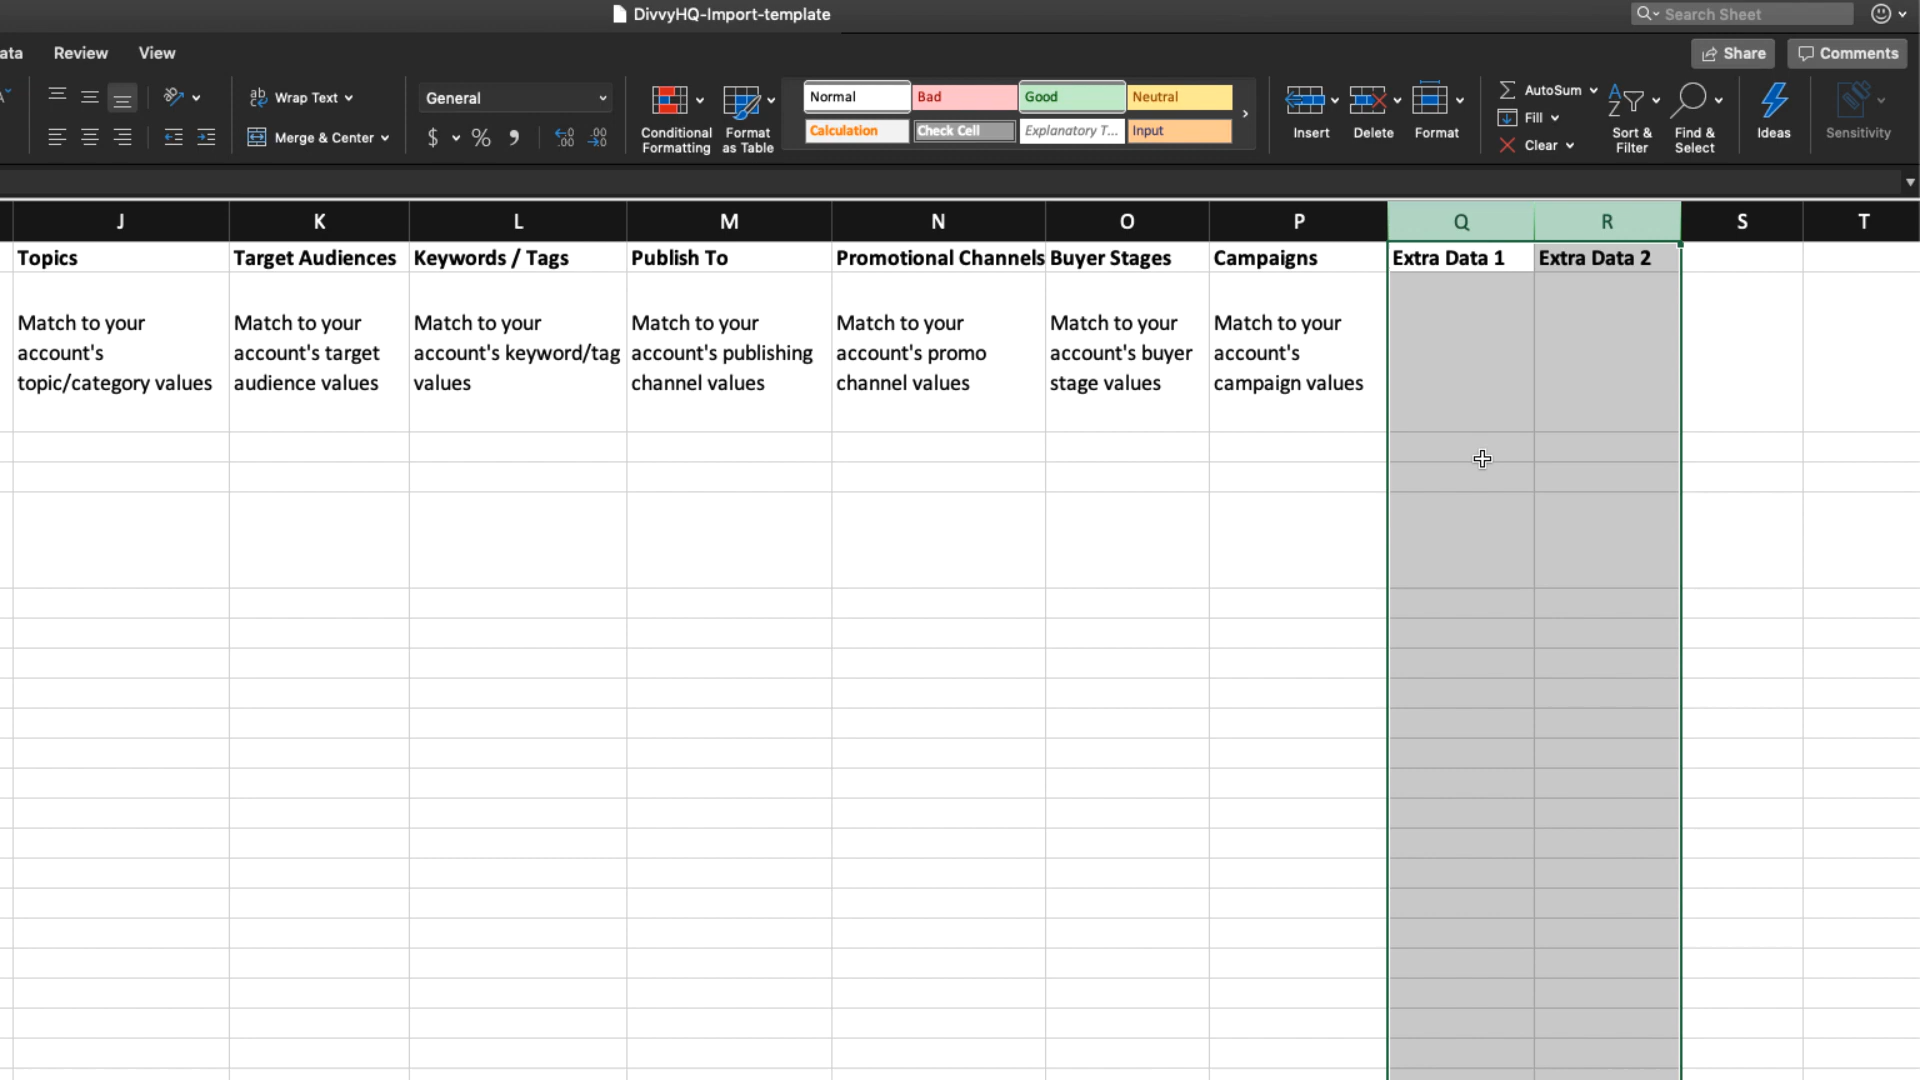 DivvyHQ-Import-template
Search Sheet
ata Review View
Share Comments
Wrap Text
Merge & Center
General
$ % ,
Conditional Formatting
Format as Table
Normal Bad Good Neutral
Calculation Check Cell Explanatory T... Input
Insert Delete Format
AutoSum
Fill
Clear
Sort & Filter
Find & Select
Ideas
Sensitivity
J K L M N O P Q R S T
Topics Target Audiences Keywords / Tags Publish To Promotional Channels Buyer Stages Campaigns Extra Data 1 Extra Data 2
Match to your account's topic/category values
Match to your account's target audience values
Match to your account's keyword/tag values
Match to your account's publishing channel values
Match to your account's promo channel values
Match to your account's buyer stage values
Match to your account's campaign values